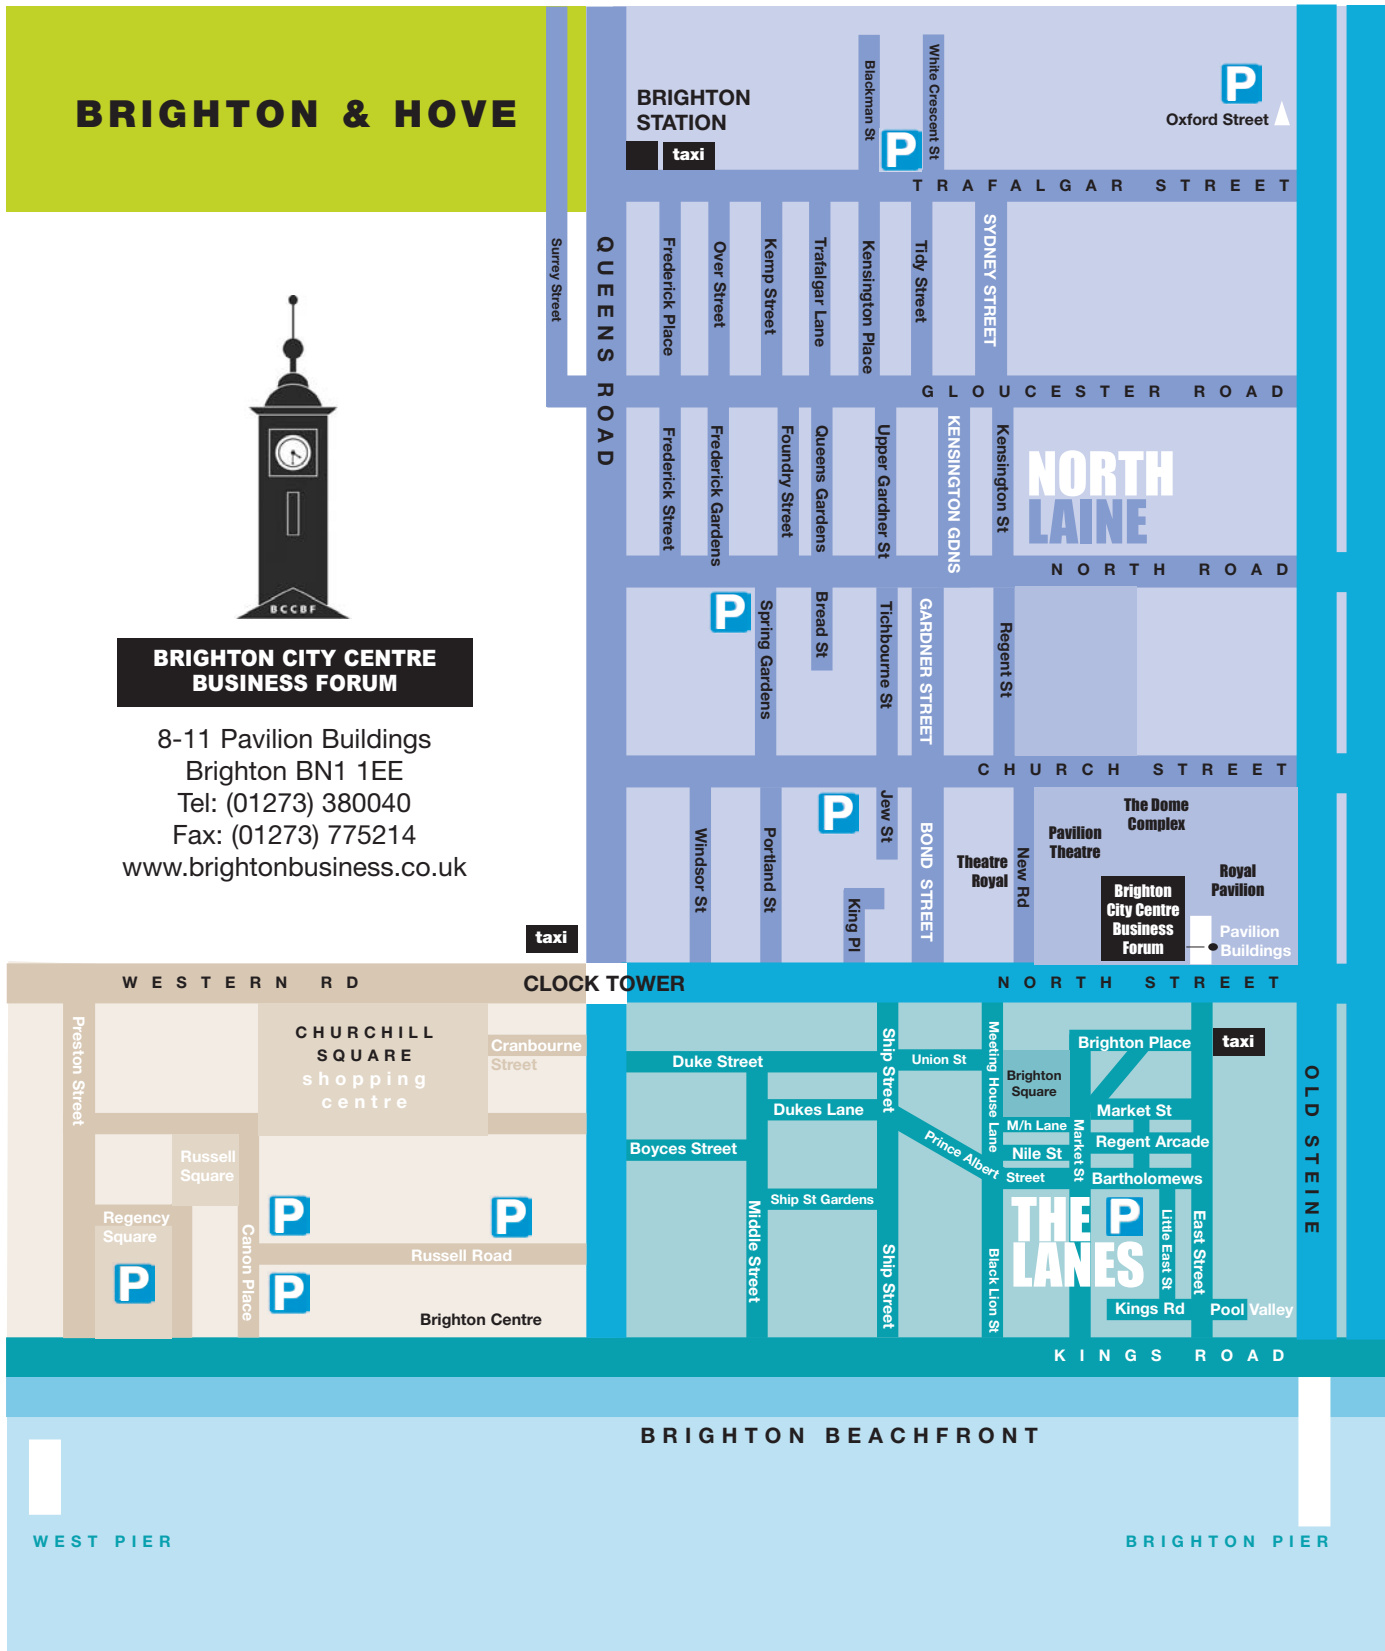 BRIGHTON & HOVE
BRIGHTON
STATION
taxi
Blackman St
White Crescent St
P
P
Oxford Street
TRAFALGAR STREET
Surrey Street
QUEENS ROAD
Frederick Place
Over Street
Kemp Street
Trafalgar Lane
Kensington Place
Tidy Street
SYDNEY STREET
GLOUCESTER ROAD
Frederick Street
Frederick Gardens
Foundry Street
Queens Gardens
Upper Gardner St
KENSINGTON GDNS
Kensington St
NORTH
LAINE
NORTH ROAD
BCCBF
BRIGHTON CITY CENTRE
BUSINESS FORUM
8-11 Pavilion Buildings
Brighton BN1 1EE
Tel: (01273) 380040
Fax: (01273) 775214
www.brightonbusiness.co.uk
P
Spring Gardens
Bread St
Tichbourne St
GARDNER STREET
Regent St
CHURCH STREET
Windsor St
Portland St
P
Jew St
King Pl
BOND STREET
Theatre
Royal
New Rd
Pavilion
Theatre
The Dome
Complex
Royal
Pavilion
Brighton
City Centre
Business
Forum
Pavilion
Buildings
taxi
WESTERN RD
CLOCK TOWER
NORTH STREET
Preston Street
CHURCHILL
SQUARE
shopping
centre
Cranbourne
Street
Russell
Square
Regency
Square
P
Canon Place
P
P
P
Russell Road
Brighton Centre
Duke Street
Dukes Lane
Boyces Street
Ship St Gardens
Middle Street
Ship Street
Ship Street
Union St
Prince Albert
Street
Meeting House Lane
Brighton
Square
M/h Lane
Nile St
Black Lion St
Market St
Brighton Place
taxi
Market St
Regent Arcade
Bartholomews
THE
LANES
P
Little East St
East Street
Kings Rd
Pool Valley
OLD STEINE
KINGS ROAD
BRIGHTON BEACHFRONT
WEST PIER
BRIGHTON PIER